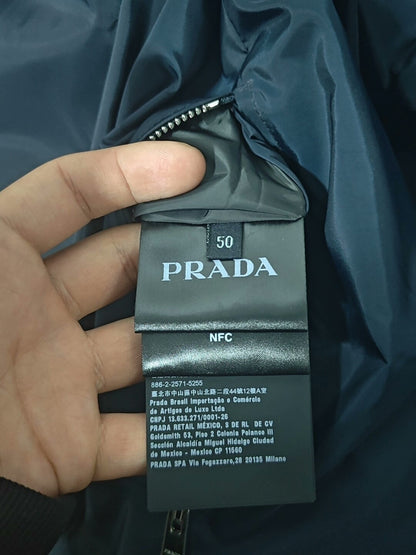 50
PRADA
NFC
886-2-2571-5255
臺北市中山區中山北路二段44號12樓A室
Prada Brasil Importação e Comércio
de Artigos de Luxo Ltda
CNPJ 13.633.271/0001-26
PRADA RETAIL MÉXICO, S DE RL DE CV
Goldsmith 53, Piso 2 Colonia Polanco III
Sección Alcaldía Miguel Hidalgo Ciudad
de Mexico - Mexico CP 11560
PRADA SPA Via Fogazzaro,28 20135 Milan